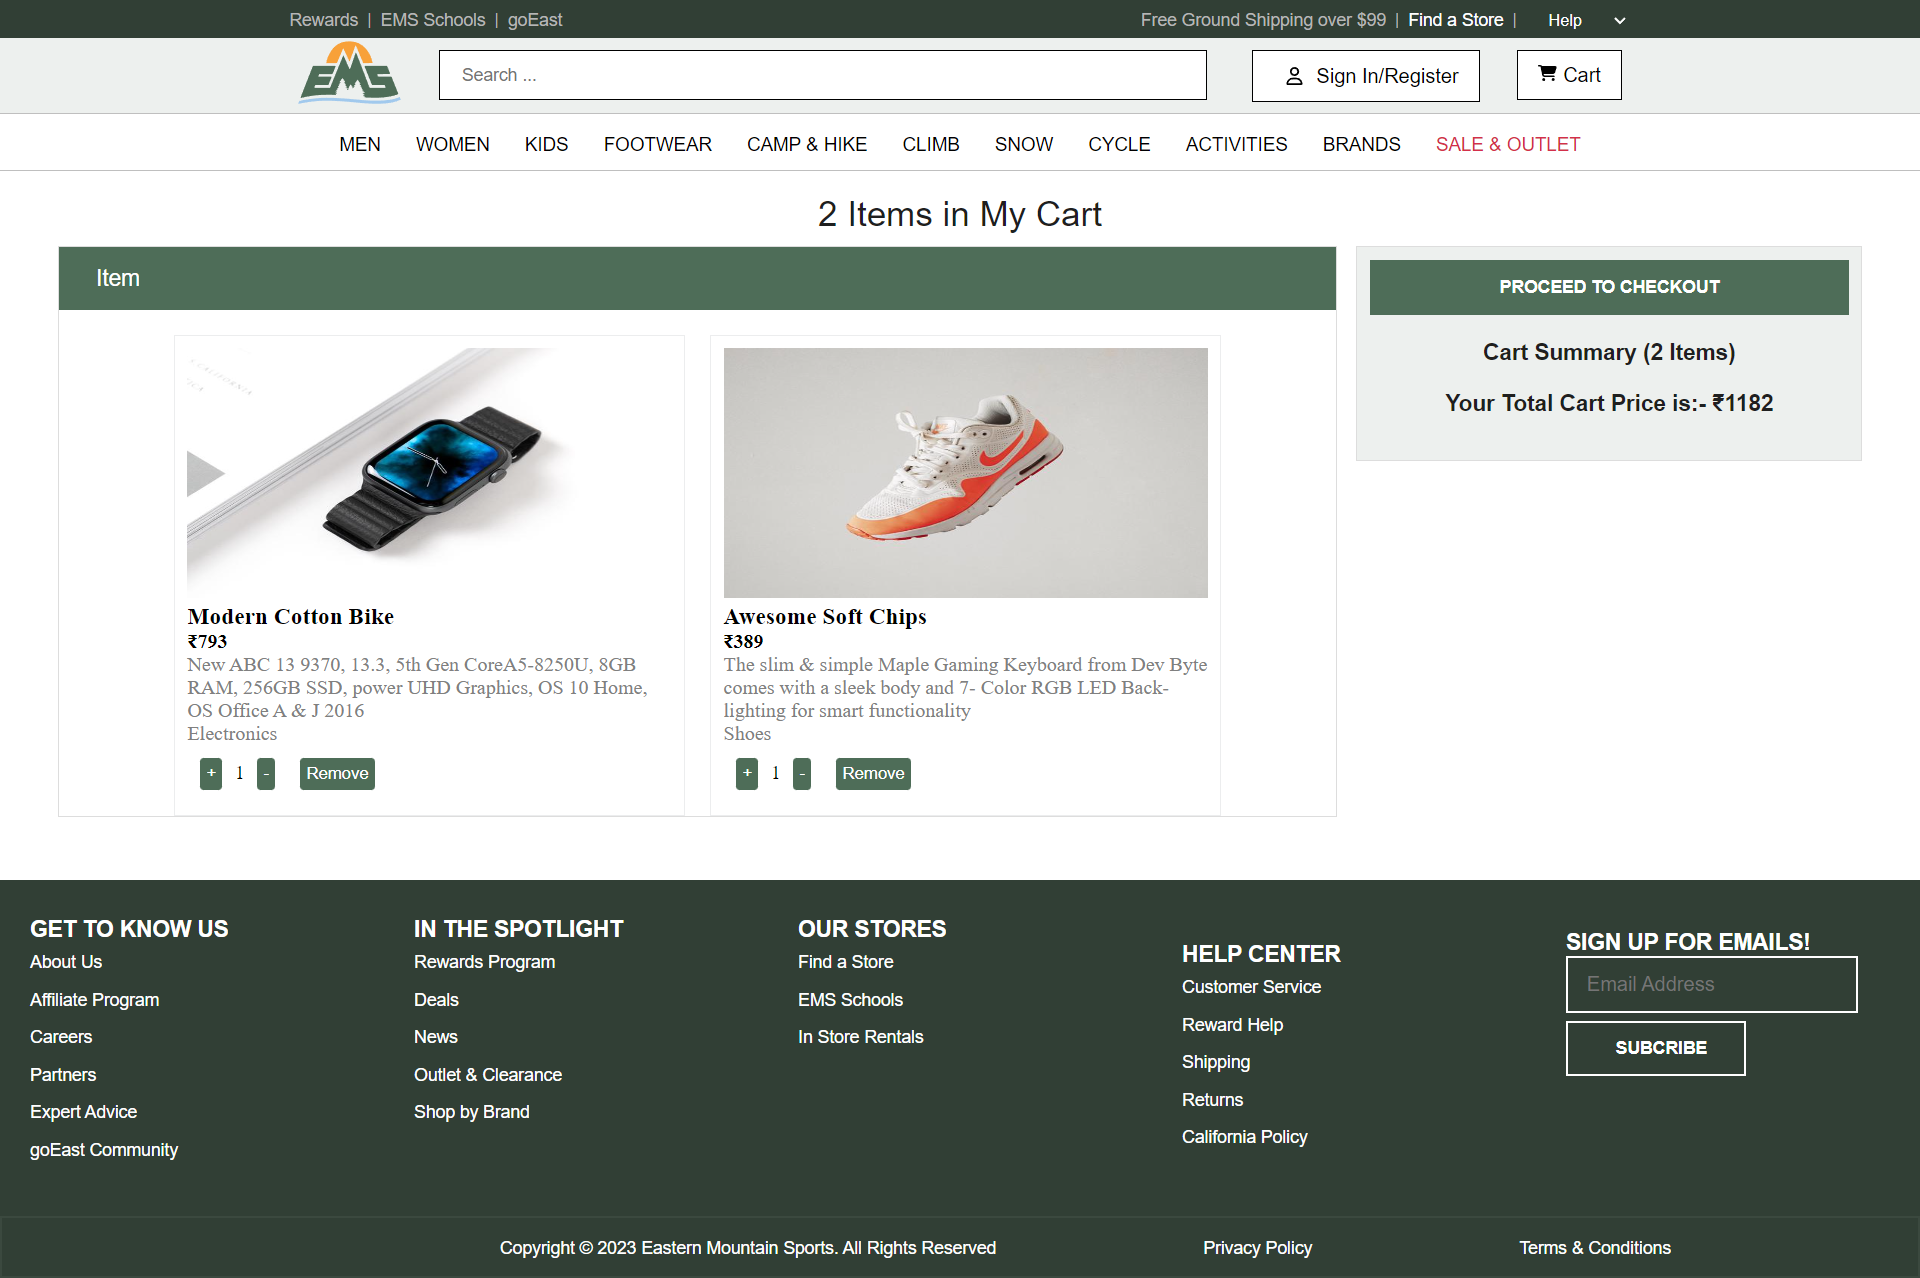 Rewards | EMS Schools | goEast
Free Ground Shipping over $99 | Find a Store | Help
EMS
Search ...
Sign In/Register
Cart
MEN WOMEN KIDS FOOTWEAR CAMP & HIKE CLIMB SNOW CYCLE ACTIVITIES BRANDS SALE & OUTLET
2 Items in My Cart
Item
CALIFORNIA
Modern Cotton Bike
₹793
New ABC 13 9370, 13.3, 5th Gen CoreA5-8250U, 8GB
RAM, 256GB SSD, power UHD Graphics, OS 10 Home,
OS Office A & J 2016
Electronics
+ 1 - Remove
Awesome Soft Chips
₹389
The slim & simple Maple Gaming Keyboard from Dev Byte
comes with a sleek body and 7- Color RGB LED Back-
lighting for smart functionality
Shoes
+ 1 - Remove
PROCEED TO CHECKOUT
Cart Summary (2 Items)
Your Total Cart Price is:- ₹1182
GET TO KNOW US
About Us
Affiliate Program
Careers
Partners
Expert Advice
goEast Community
IN THE SPOTLIGHT
Rewards Program
Deals
News
Outlet & Clearance
Shop by Brand
OUR STORES
Find a Store
EMS Schools
In Store Rentals
HELP CENTER
Customer Service
Reward Help
Shipping
Returns
California Policy
SIGN UP FOR EMAILS!
Email Address
SUBCRIBE
Copyright © 2023 Eastern Mountain Sports. All Rights Reserved
Privacy Policy
Terms & Conditions